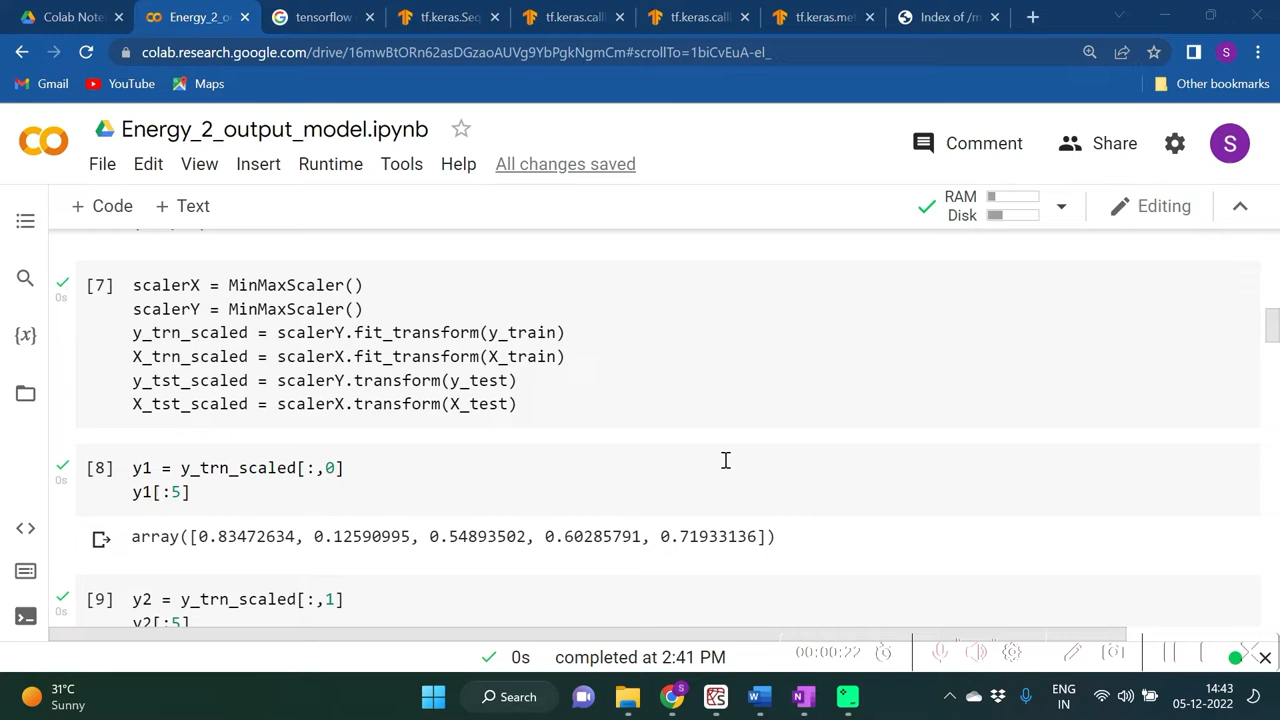 Colab Note
Energy_2_o
tensorflow
tf.keras.Seq
tf.keras.call
tf.keras.call
tf.keras.me
Index of /m
colab.research.google.com/drive/16mwBtORn62asDGzaoAUVg9YbPgkNgmCm#scrollTo=1biCvEuA-el_
S
Gmail
YouTube
Maps
Other bookmarks
Energy_2_output_model.ipynb
Comment
Share
S
File Edit View Insert Runtime Tools Help All changes saved
+ Code + Text
RAM
Disk
Editing
[7] scalerX = MinMaxScaler()
0s
scalerY = MinMaxScaler()
y_trn_scaled = scalerY.fit_transform(y_train)
X_trn_scaled = scalerX.fit_transform(X_train)
y_tst_scaled = scalerY.transform(y_test)
X_tst_scaled = scalerX.transform(X_test)
{x}
[8] y1 = y_trn_scaled[:,0]
0s
y1[:5]
array([0.83472634, 0.12590995, 0.54893502, 0.60285791, 0.71933136])
[9] y2 = y_trn_scaled[:,1]
0s
y2[:5]
0s completed at 2:41 PM
00:00:22
31°C
Sunny
Search
S
ENG
IN
14:43
05-12-2022